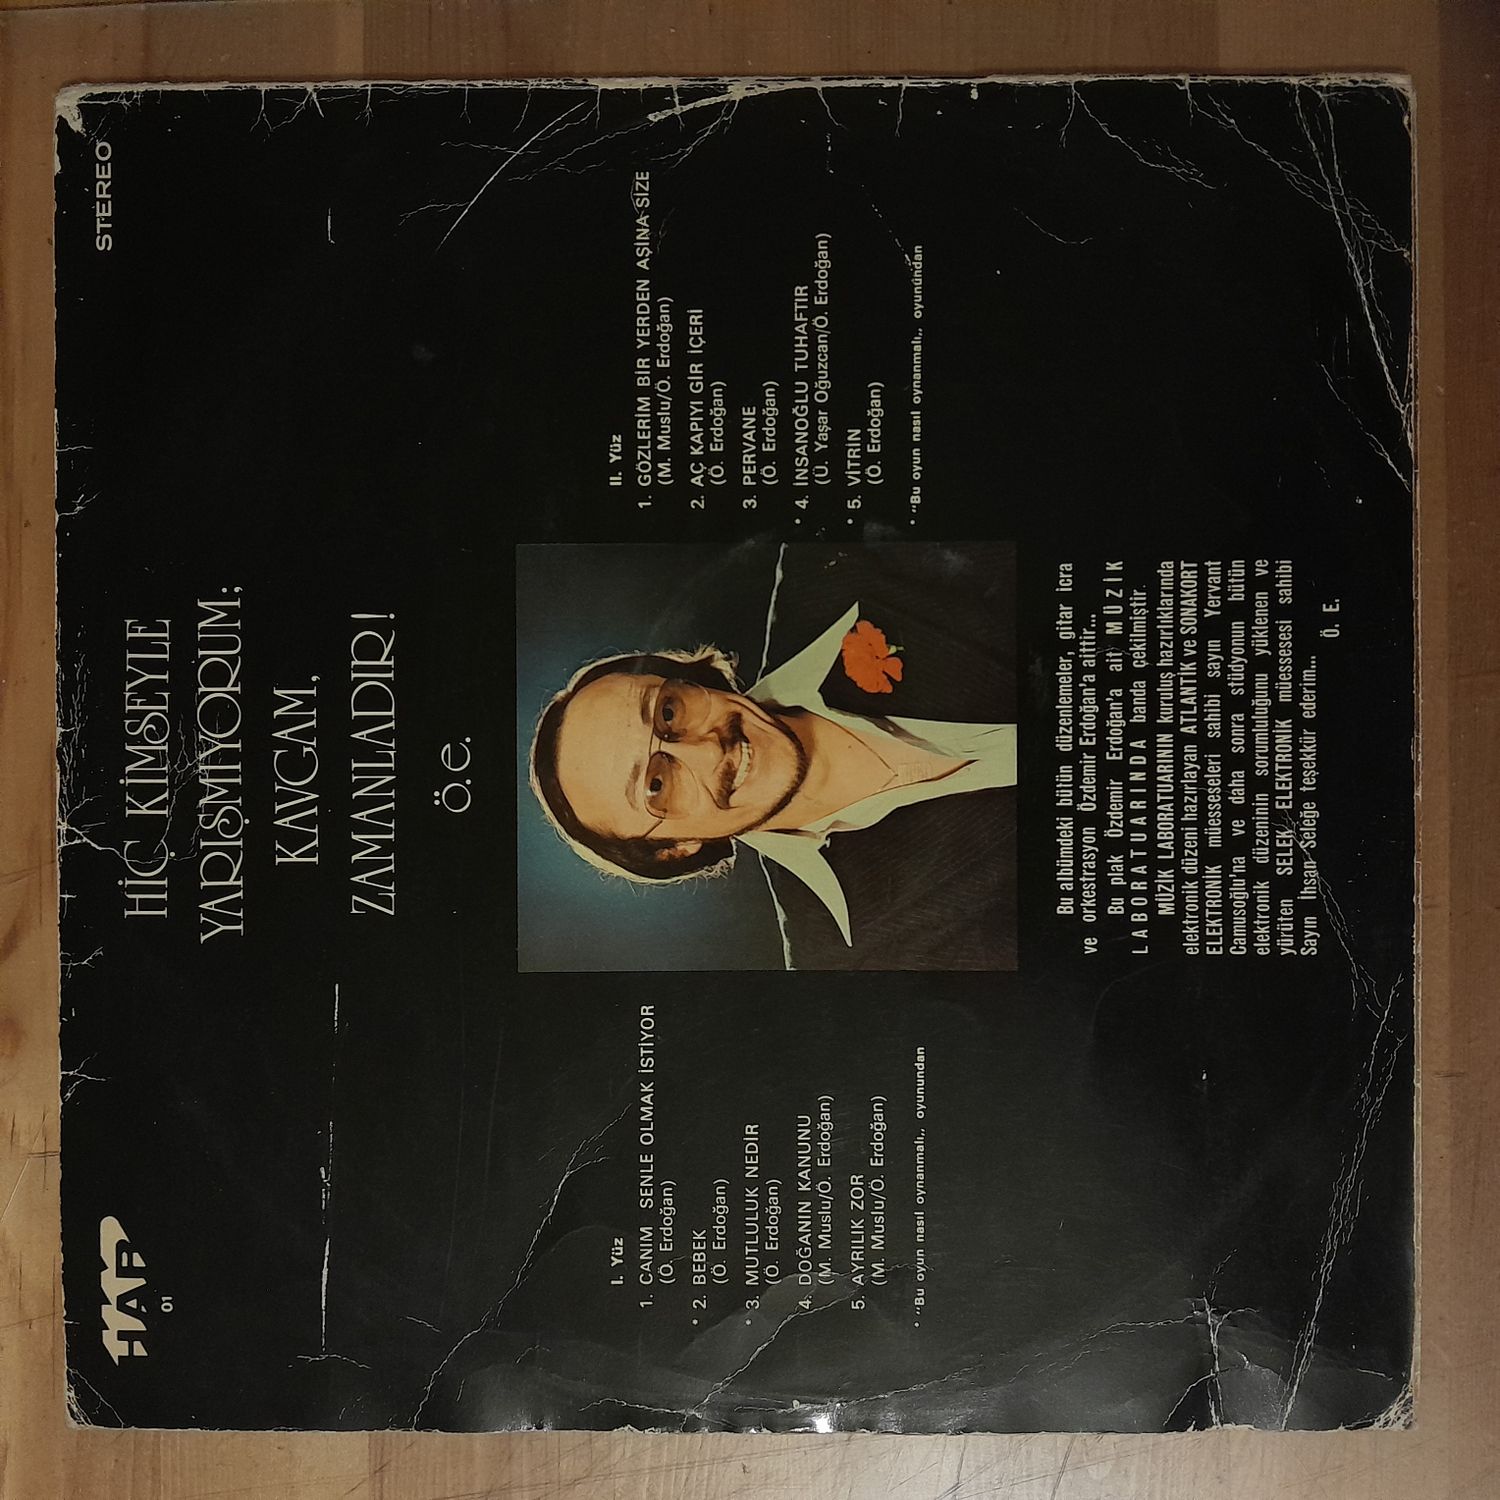 STEREO
HAP
01
HİÇ KİMSEYLE
YARIŞMIYORUM;
KAVGAM,
ZAMANLADIR!
Ö.E.
I. Yüz
1. CANIM SENLE OLMAK İSTİYOR
(Ö. Erdoğan)
• 2. BEBEK
(Ö. Erdoğan)
• 3. MUTLULUK NEDİR
(Ö. Erdoğan)
4. DOĞANIN KANUNU
(M. Muslu/Ö. Erdoğan)
5. AYRILIK ZOR
(M. Muslu/Ö. Erdoğan)
• “Bu oyun nasıl oynanmalı,, oyunundan
II. Yüz
1. GÖZLERİM BİR YERDEN AŞİNA SİZE
(M. Muslu/Ö. Erdoğan)
2. AÇ KAPIYI GİR İÇERİ
(Ö. Erdoğan)
3. PERVANE
(Ö. Erdoğan)
• 4. İNSANOĞLU TUHAFTIR
(Ü. Yaşar Oğuzcan/Ö. Erdoğan)
• 5. VİTRİN
(Ö. Erdoğan)
• “Bu oyun nasıl oynanmalı,, oyunundan
Bu albümdeki bütün düzenlemeler, gitar icra
ve orkestrasyon Özdemir Erdoğan'a aittir...
Bu plak Özdemir Erdoğan'a ait MÜZİK
LABORATUARINDA banda çekilmiştir.
MÜZİK LABORATUARININ kuruluş hazırlıklarında
elektronik düzeni hazırlayan ATLANTİK ve SONAKORT
ELEKTRONİK müesseseleri sahibi sayın Yervant
Camusoğlu'na ve daha sonra stüdyonun bütün
elektronik düzeninin sorumluluğunu yüklenen ve
yürüten SELEK ELEKTRONİK müessesesi sahibi
Sayın İhsan Seleğe teşekkür ederim...
Ö. E.